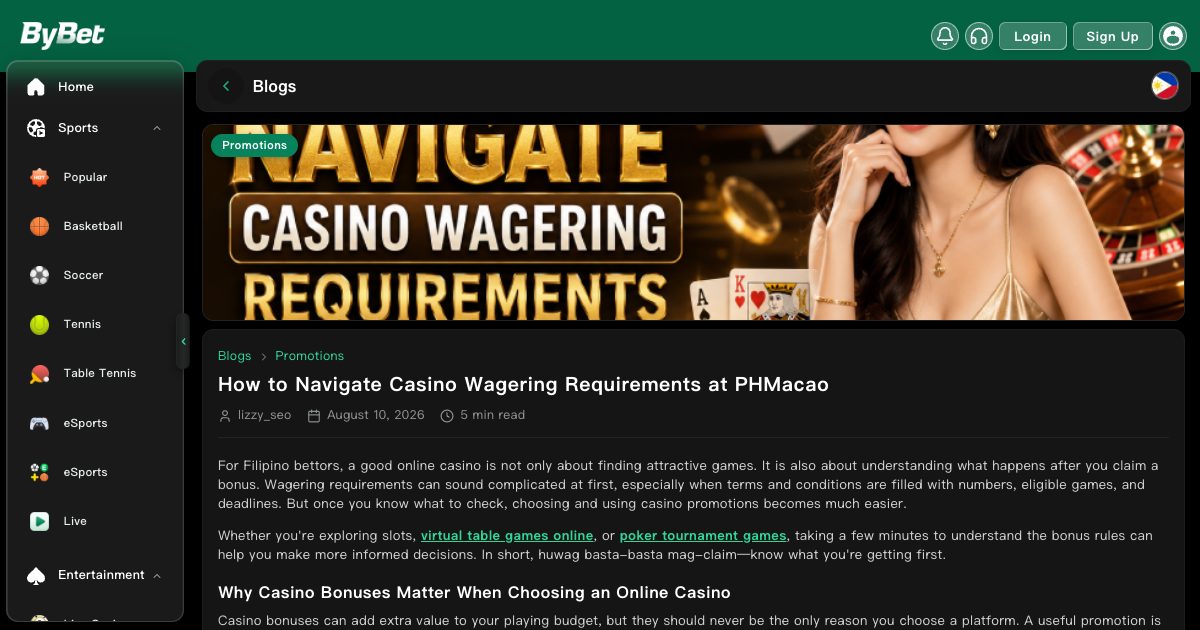 ByBet
Login
Sign Up
Home
Sports
Popular
Basketball
Soccer
Tennis
Table Tennis
eSports
eSports
Live
Entertainment
Blogs
Promotions
NAVIGATE
CASINO WAGERING
REQUIREMENTS
A
K
Blogs > Promotions
How to Navigate Casino Wagering Requirements at PHMacao
lizzy_seo August 10, 2026 5 min read
For Filipino bettors, a good online casino is not only about finding attractive games. It is also about understanding what happens after you claim a
bonus. Wagering requirements can sound complicated at first, especially when terms and conditions are filled with numbers, eligible games, and
deadlines. But once you know what to check, choosing and using casino promotions becomes much easier.
Whether you're exploring slots, virtual table games online, or poker tournament games, taking a few minutes to understand the bonus rules can
help you make more informed decisions. In short, huwag basta-basta mag-claim—know what you're getting first.
Why Casino Bonuses Matter When Choosing an Online Casino
Casino bonuses can add extra value to your playing budget, but they should never be the only reason you choose a platform. A useful promotion is